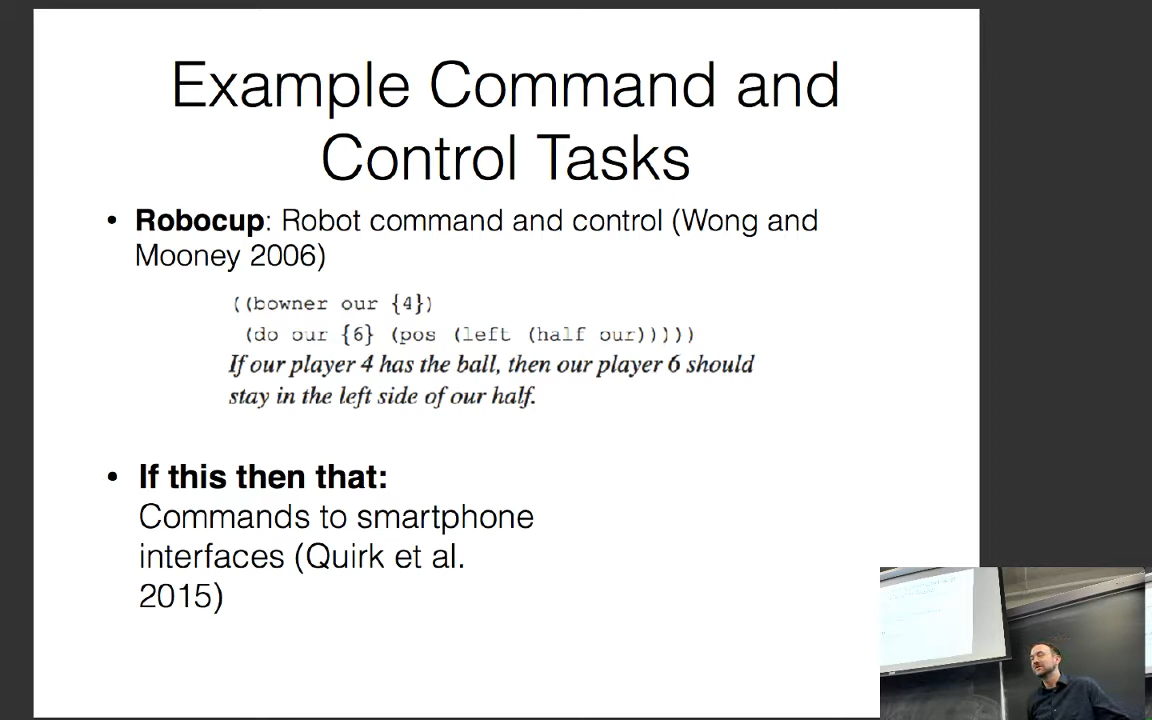 Example Command and
Control Tasks
• Robocup: Robot command and control (Wong and
Mooney 2006)
((bowner our {4})
(do our {6} (pos (left (half our)))))
If our player 4 has the ball, then our player 6 should
stay in the left side of our half.
• If this then that:
Commands to smartphone
interfaces (Quirk et al.
2015)